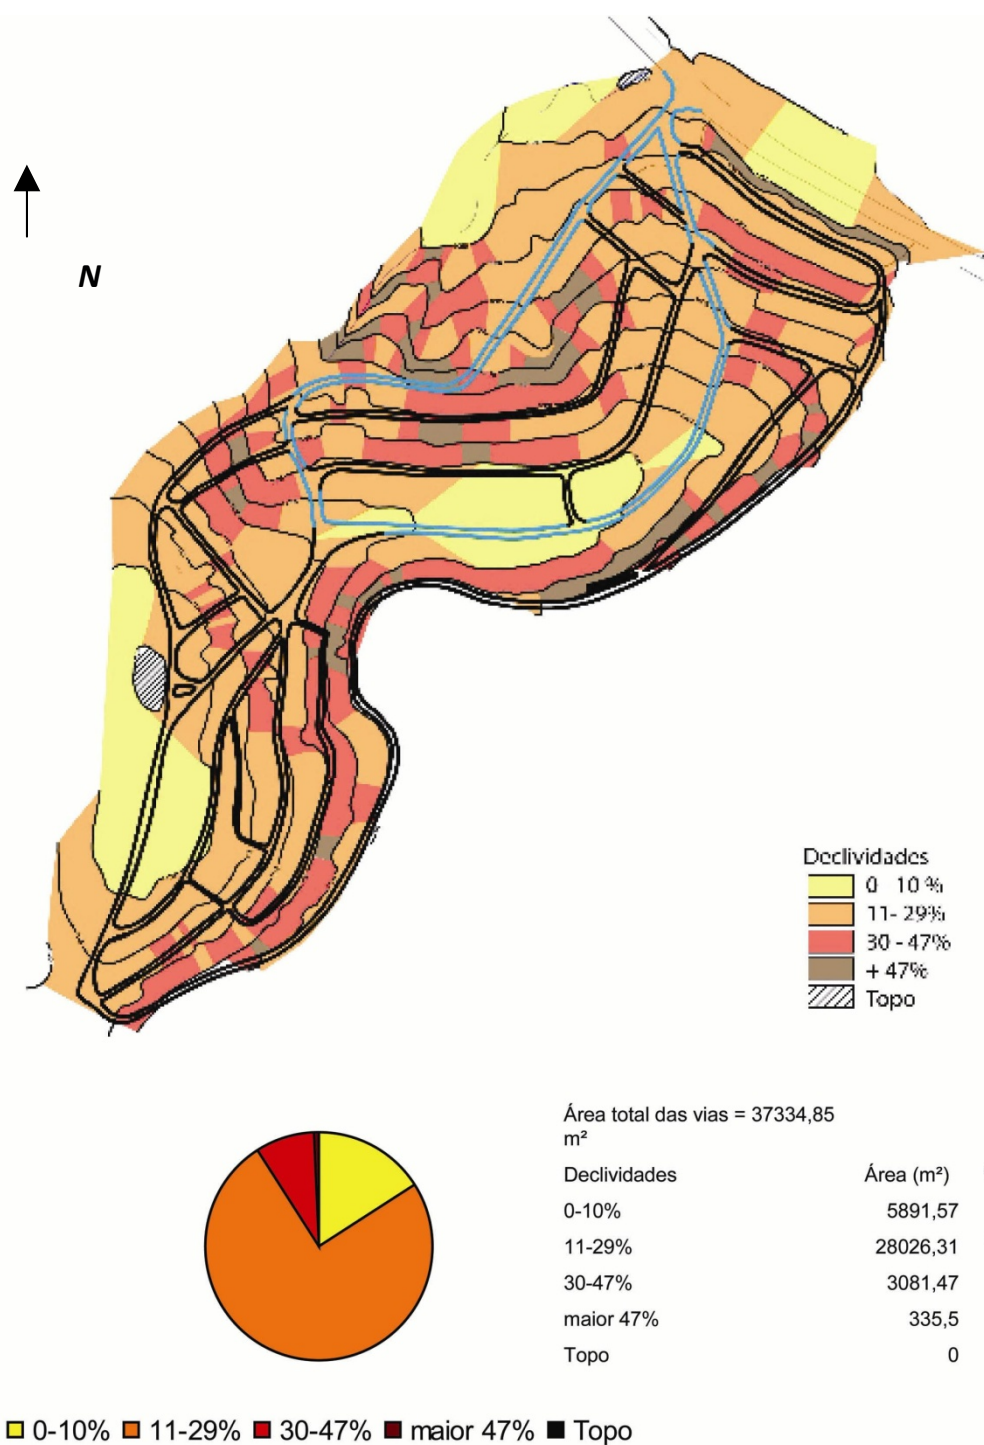 N
Declividades
0 - 10 %
11- 29%
30 - 47%
+ 47%
Topo
Área total das vias = 37334,85
m²
Declividades Área (m²)
0-10% 5891,57
11-29% 28026,31
30-47% 3081,47
maior 47% 335,5
Topo 0
0-10% 11-29% 30-47% maior 47% Topo